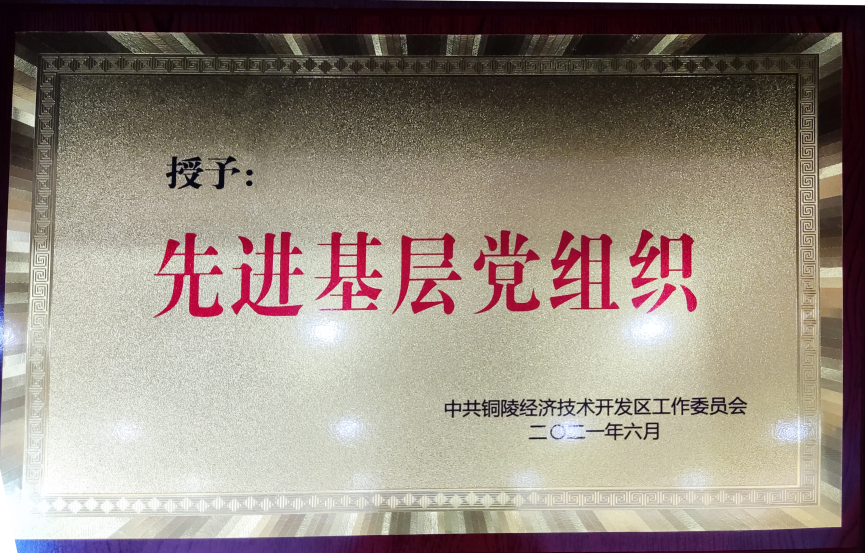 授予:
先进基层党组织
中共铜陵经济技术开发区工作委员会
二〇二一年六月